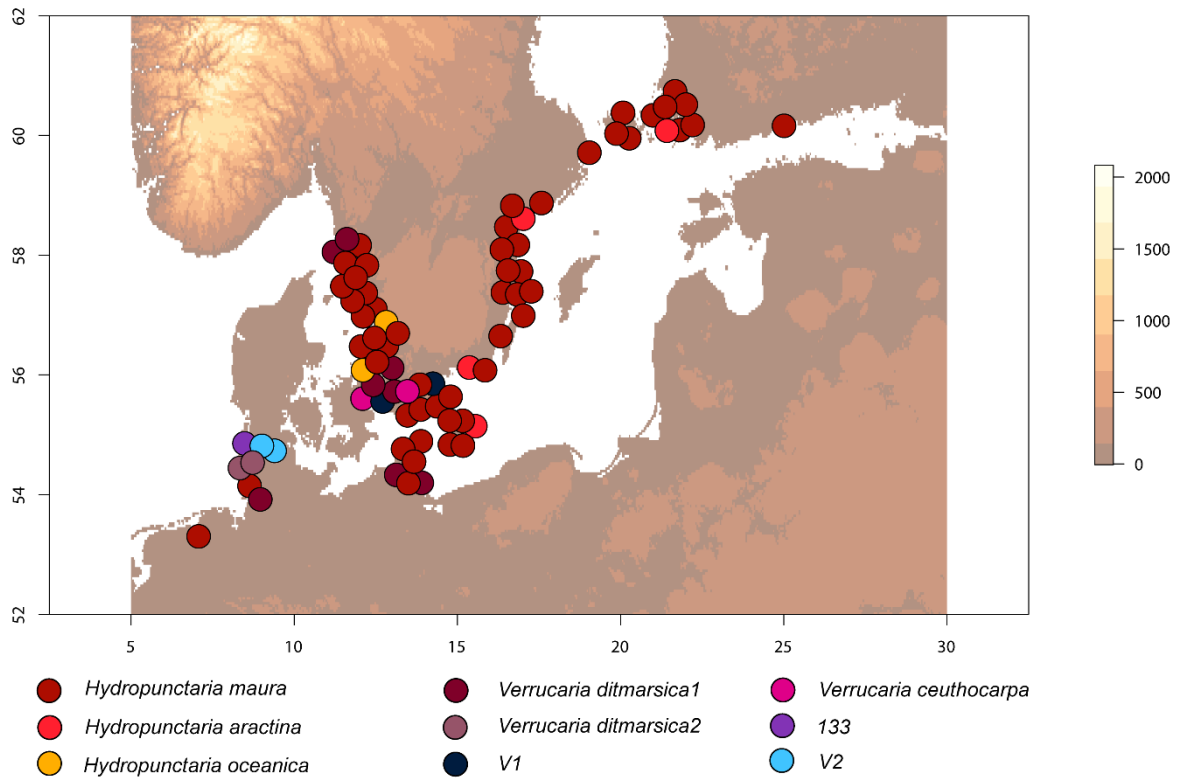 62
60
58
56
54
52
2000
1500
1000
500
0
5 10 15 20 25 30
Hydropunctaria maura Verrucaria ditmarsica1 Verrucaria ceuthocarpa
Hydropunctaria aractina Verrucaria ditmarsica2 133
Hydropunctaria oceanica V1 V2